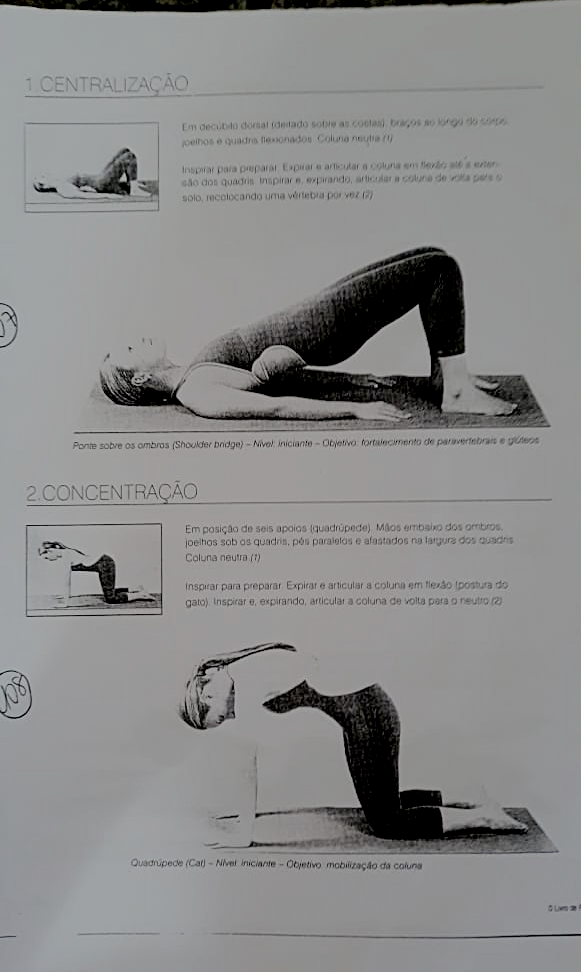 1.CENTRALIZAÇÃO
Em decúbito dorsal (deitado sobre as costas), braços ao longo do corpo,
joelhos e quadris flexionados. Coluna neutra.(1)
Inspirar para preparar. Expirar e articular a coluna em flexão até a exten-
são dos quadris. Inspirar e, expirando, articular a coluna de volta para o
solo, recolocando uma vértebra por vez.(2)
Ponte sobre os ombros (Shoulder bridge) – Nível: iniciante – Objetivo: fortalecimento de paravertebrais e glúteos
2.CONCENTRAÇÃO
Em posição de seis apoios (quadrúpede). Mãos embaixo dos ombros,
joelhos sob os quadris, pés paralelos e afastados na largura dos quadris.
Coluna neutra.(1)
Inspirar para preparar. Expirar e articular a coluna em flexão (postura do
gato). Inspirar e, expirando, articular a coluna de volta para o neutro.(2)
108
Quadrúpede (Cat) – Nível: iniciante – Objetivo: mobilização da coluna
O Livro de